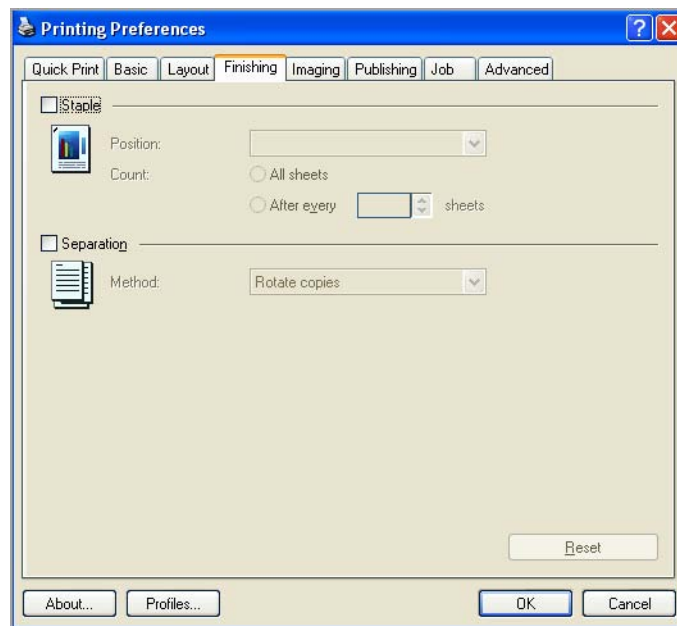 Printing Preferences
Quick Print Basic Layout Finishing Imaging Publishing Job Advanced
Staple
Position:
Count: All sheets
After every sheets
Separation
Method: Rotate copies
Reset
About... Profiles... OK Cancel